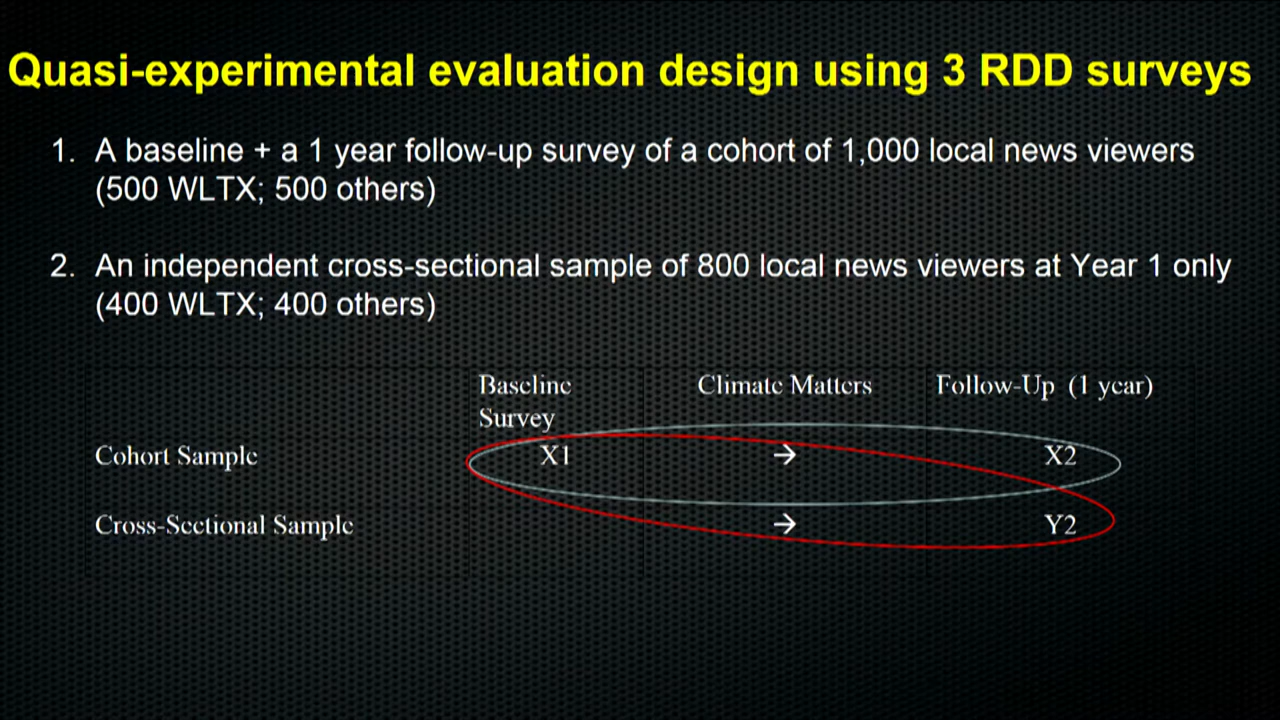 Quasi-experimental evaluation design using 3 RDD surveys
1. A baseline + a 1 year follow-up survey of a cohort of 1,000 local news viewers
(500 WLTX; 500 others)
2. An independent cross-sectional sample of 800 local news viewers at Year 1 only
(400 WLTX; 400 others)
Baseline Climate Matters Follow-Up (1 year)
Survey
Cohort Sample X1 → X2
Cross-Sectional Sample → Y2